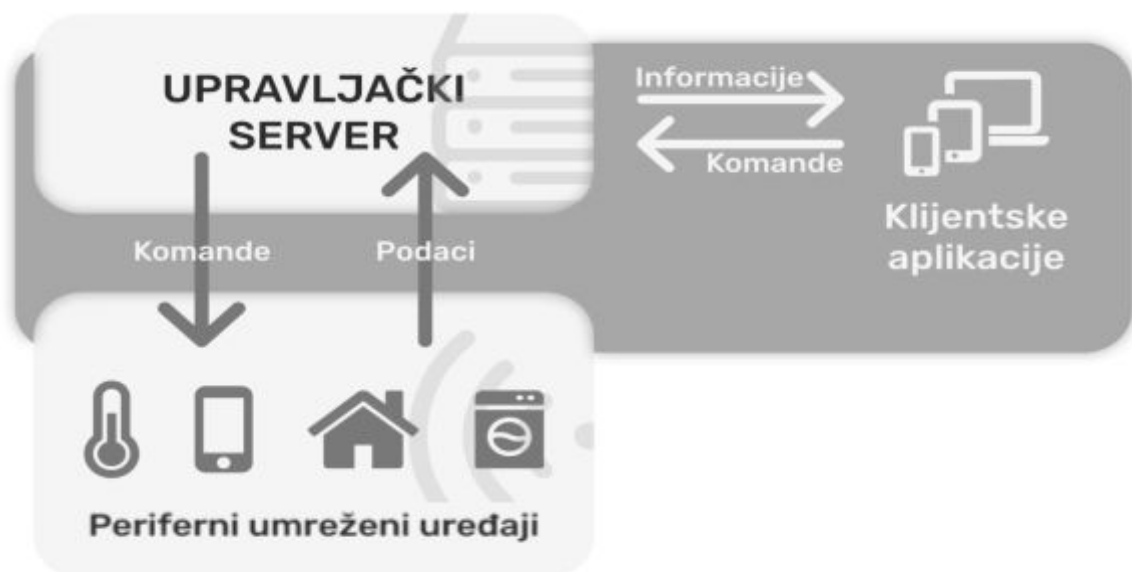 UPRAVLJAČKI
SERVER
Informacije
Komande
Klijentske
aplikacije
Komande
Podaci
Periferni umreženi uređaji